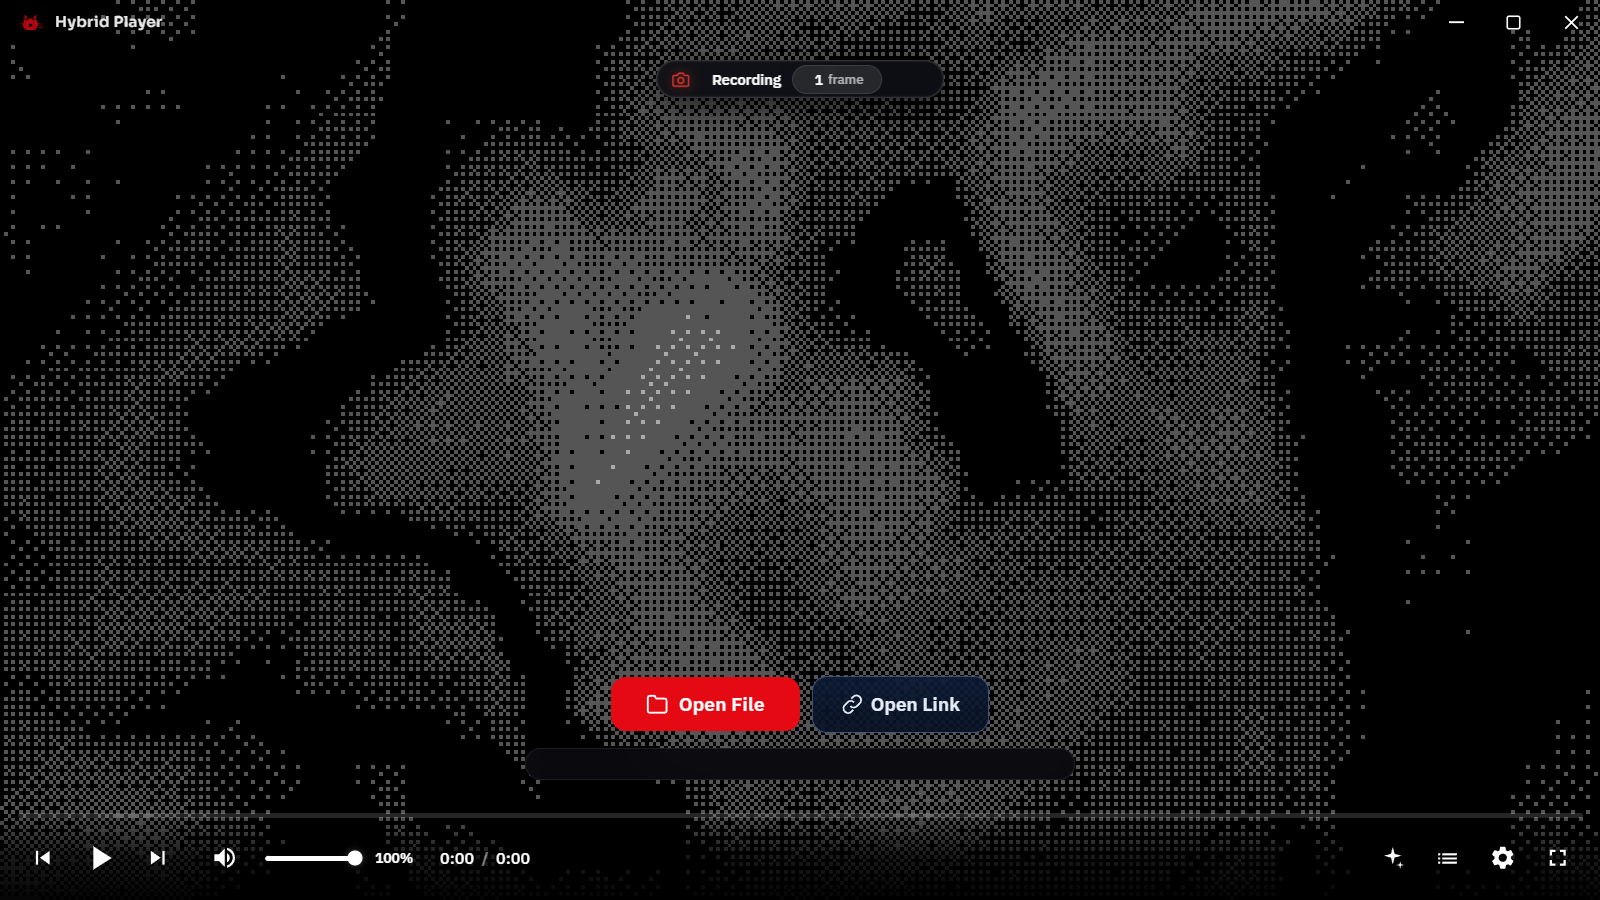 Hybrid Player
Recording 1 frame
Open File
Open Link
100% 0:00 / 0:00